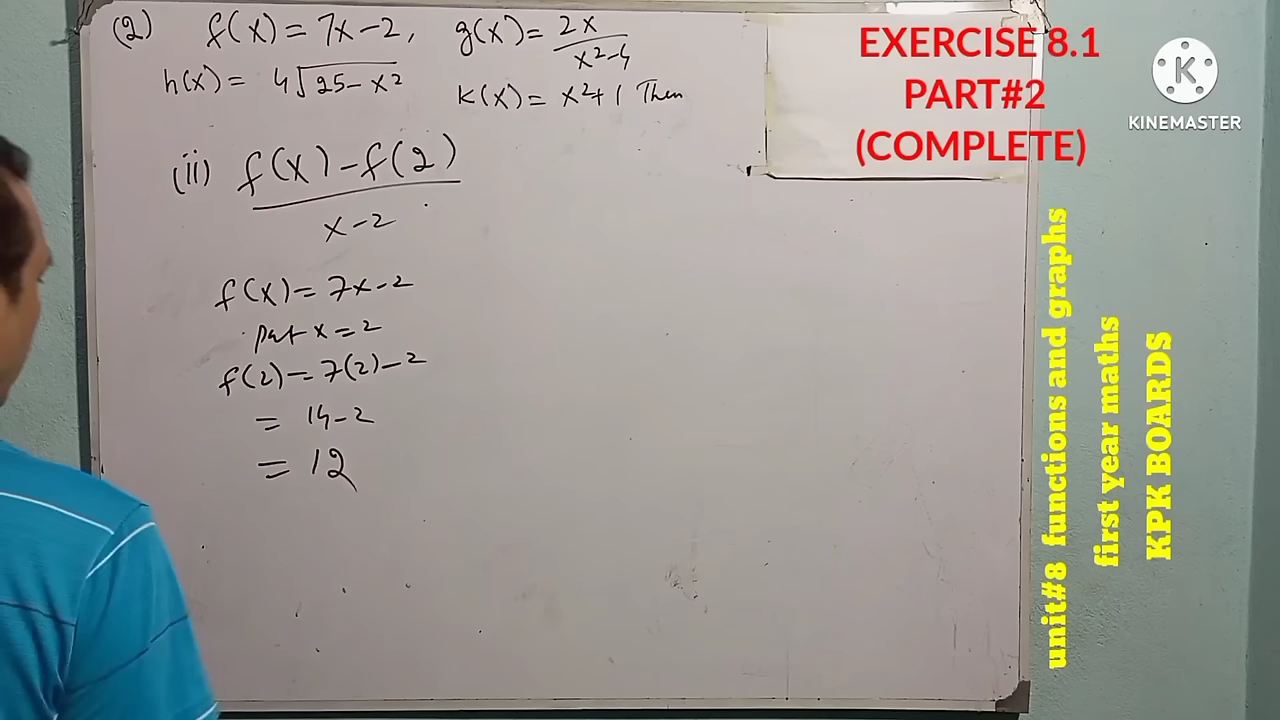 (2) f(x) = 7x-2, g(x) = 2x / x²-4
h(x) = 4√25-x² k(x) = x²+1 Then
(ii) f(x)-f(2)
x-2
f(x) = 7x-2
put x = 2
f(2) = 7(2)-2
= 14-2
= 12
EXERCISE 8.1
PART#2
(COMPLETE)
KINEMASTER
unit#8 functions and graphs
first year maths
KPK BOARDS